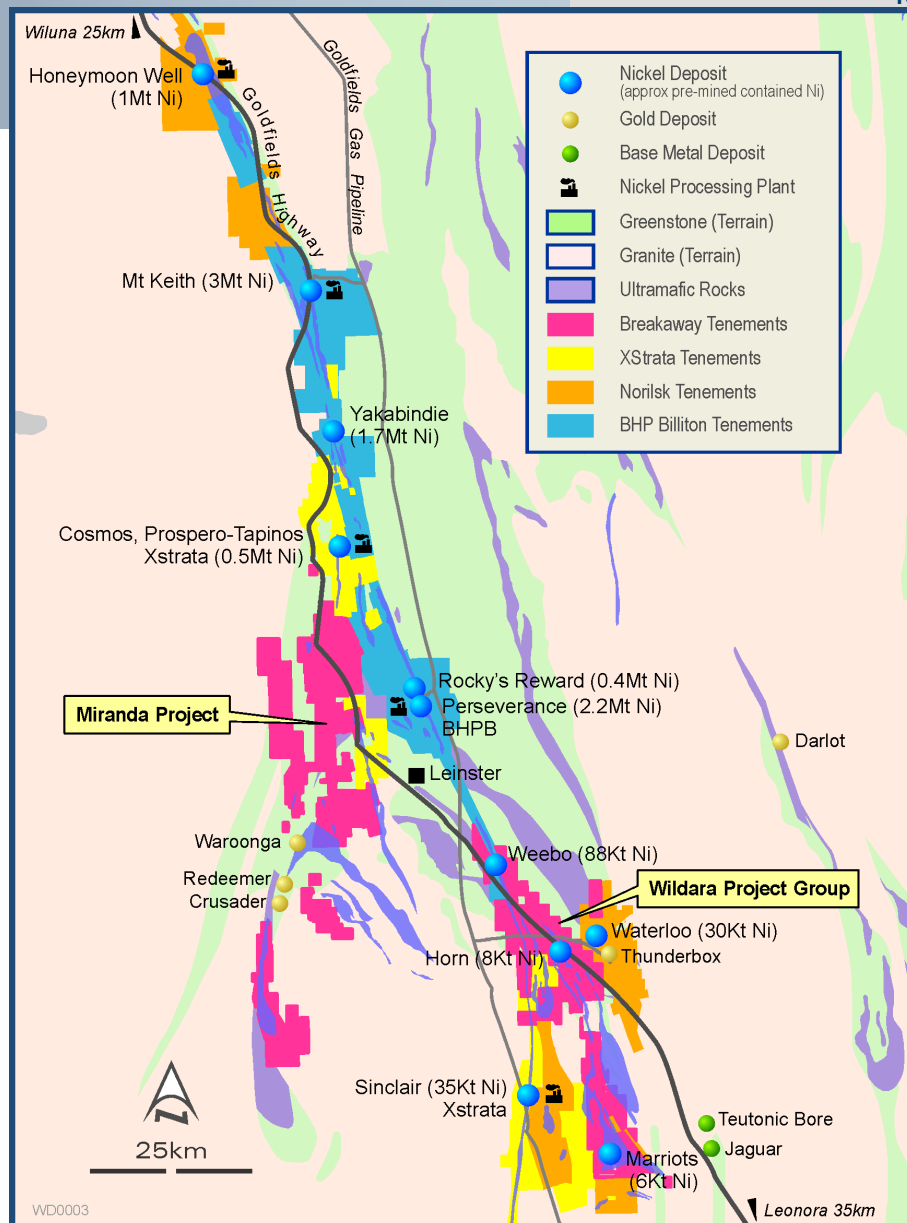 Wiluna 25km
Honeymoon Well
(1Mt Ni)
Goldfields Highway
Goldfields Gas Pipeline
Nickel Deposit
(approx pre-mined contained Ni)
Gold Deposit
Base Metal Deposit
Nickel Processing Plant
Greenstone (Terrain)
Granite (Terrain)
Ultramafic Rocks
Breakaway Tenements
XStrata Tenements
Norilsk Tenements
BHP Billiton Tenements
Mt Keith (3Mt Ni)
Yakabindie
(1.7Mt Ni)
Cosmos, Prospero-Tapinos
Xstrata (0.5Mt Ni)
Rocky's Reward (0.4Mt Ni)
Perseverance (2.2Mt Ni)
BHPB
Miranda Project
Darlot
Leinster
Waroonga
Weebo (88Kt Ni)
Redeemer
Crusader
Wildara Project Group
Waterloo (30Kt Ni)
Horn (8Kt Ni)
Thunderbox
Sinclair (35Kt Ni)
Xstrata
Teutonic Bore
Jaguar
Marriots
(6Kt Ni)
N
25km
WD0003
Leonora 35km